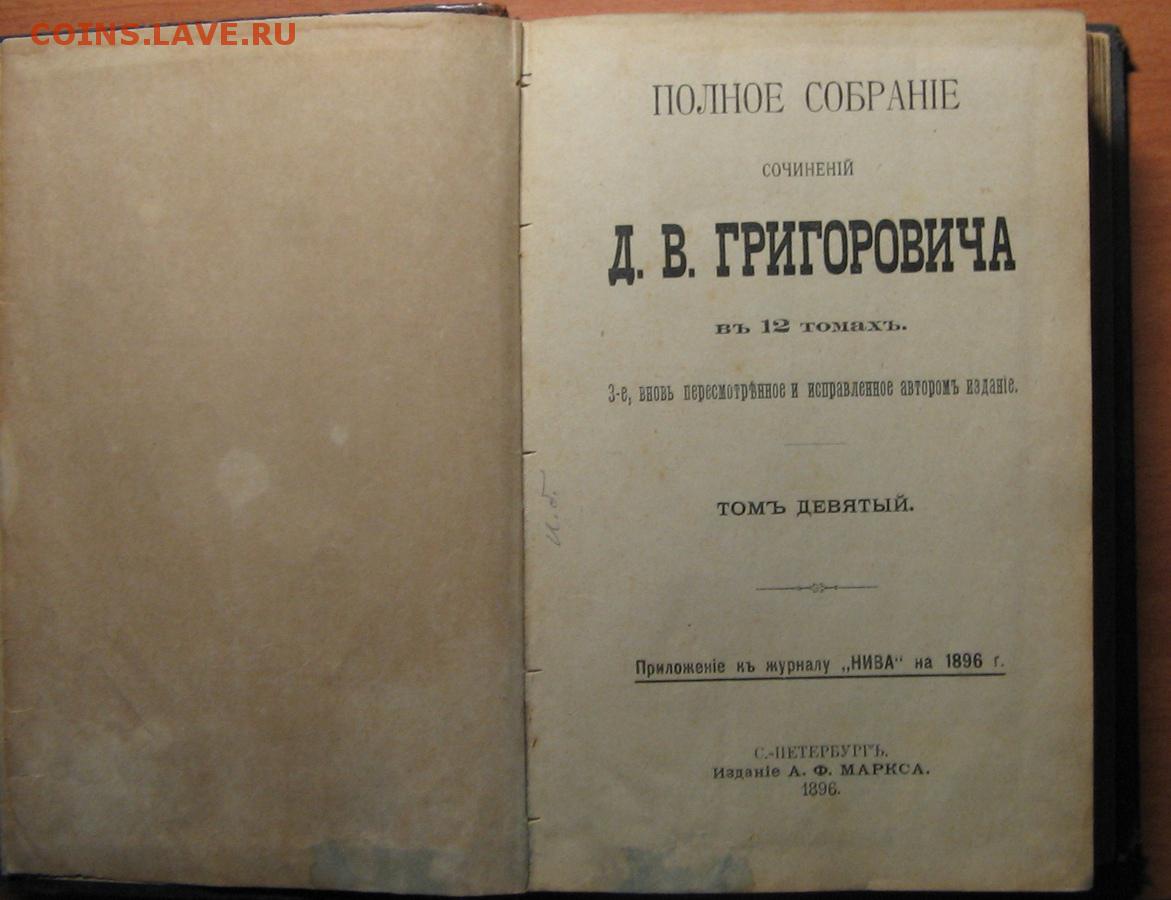 COINS.LAVE.RU
ПОЛНОЕ СОБРАНІЕ
СОЧИНЕНІЙ
Д. В. ГРИГОРОВИЧА
въ 12 томахъ.
3-е, вновь пересмотрѣнное и исправленное авторомъ изданіе.
ТОМЪ ДЕВЯТЫЙ.
Приложеніе къ журналу „НИВА“ на 1896 г.
С.-ПЕТЕРБУРГЪ.
Изданіе А. Ф. МАРКСА.
1896.